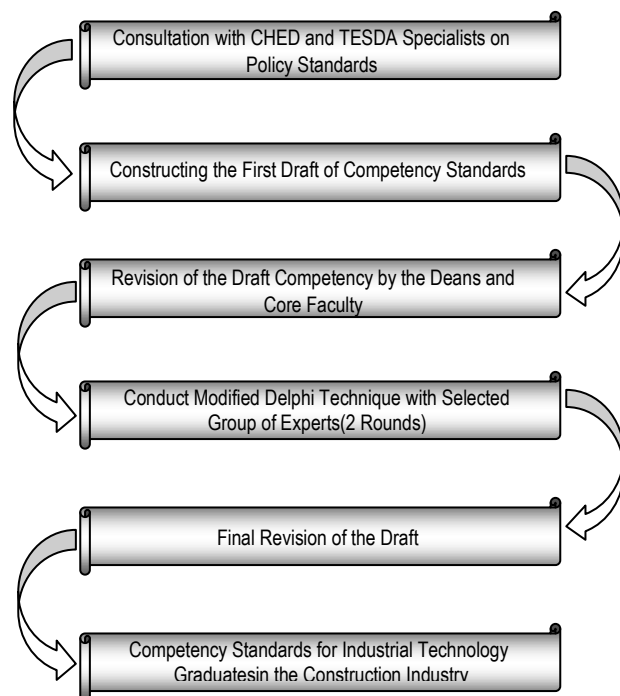 Consultation with CHED and TESDA Specialists on
Policy Standards
Constructing the First Draft of Competency Standards
Revision of the Draft Competency by the Deans and
Core Faculty
Conduct Modified Delphi Technique with Selected
Group of Experts(2 Rounds)
Final Revision of the Draft
Competency Standards for Industrial Technology
Graduatesin the Construction Industry